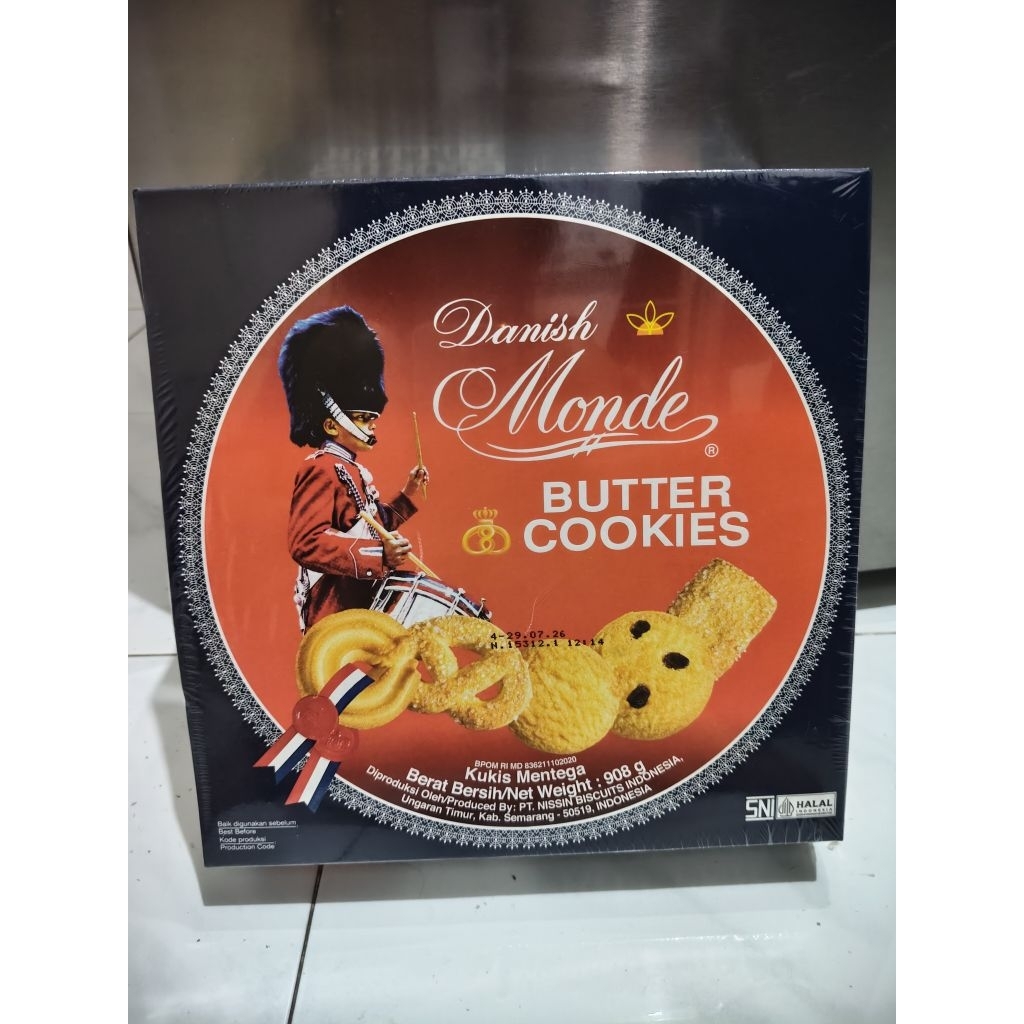 Danish
Monde
®
BUTTER
COOKIES
4-29.07.26
N.15312.1 12:14
BPOM RI MD 836211102020
Kukis Mentega
Berat Bersih/Net Weight : 908 g
Diproduksi Oleh/Produced By: PT. NISSIN BISCUITS INDONESIA,
Ungaran Timur, Kab. Semarang - 50519, INDONESIA
Baik digunakan sebelum
Best Before
Kode produksi
Production Code
SNI
HALAL
INDONESIA